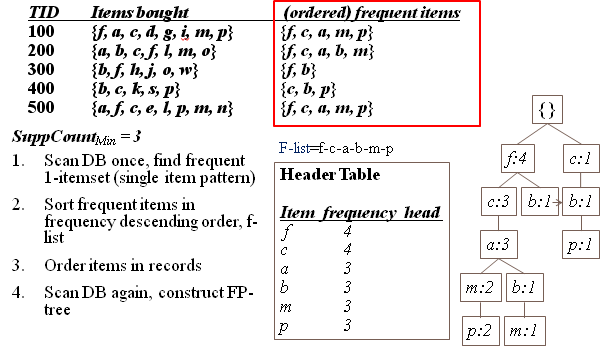 TID Items bought (ordered) frequent items
100 {f, a, c, d, g, i, m, p} {f, c, a, m, p}
200 {a, b, c, f, l, m, o} {f, c, a, b, m}
300 {b, f, h, j, o, w} {f, b}
400 {b, c, k, s, p} {c, b, p}
500 {a, f, c, e, l, p, m, n} {f, c, a, m, p}
SuppCountMin = 3
1. Scan DB once, find frequent
1-itemset (single item pattern)
2. Sort frequent items in
frequency descending order, f-
list
3. Order items in records
4. Scan DB again, construct FP-
tree
F-list=f-c-a-b-m-p
Header Table
Item frequency head
f 4
c 4
a 3
b 3
m 3
p 3
{}
f:4 c:1
c:3 b:1 b:1
a:3 p:1
m:2 b:1
p:2 m:1